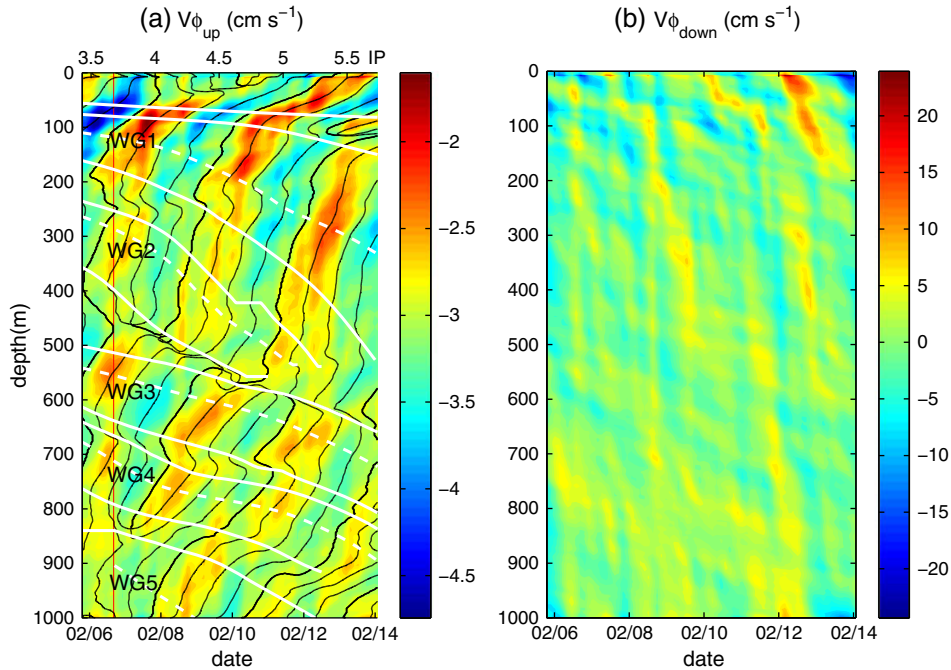 (a) Vϕup (cm s⁻¹)
(b) Vϕdown (cm s⁻¹)
3.5 4 4.5 5 5.5 IP
0
100
200
300
400
500
600
700
800
900
1000
depth(m)
WG1
WG2
WG3
WG4
WG5
02/06 02/08 02/10 02/12 02/14
date
−2
−2.5
−3
−3.5
−4
−4.5
0
100
200
300
400
500
600
700
800
900
1000
02/06 02/08 02/10 02/12 02/14
date
20
15
10
5
0
−5
−10
−15
−20